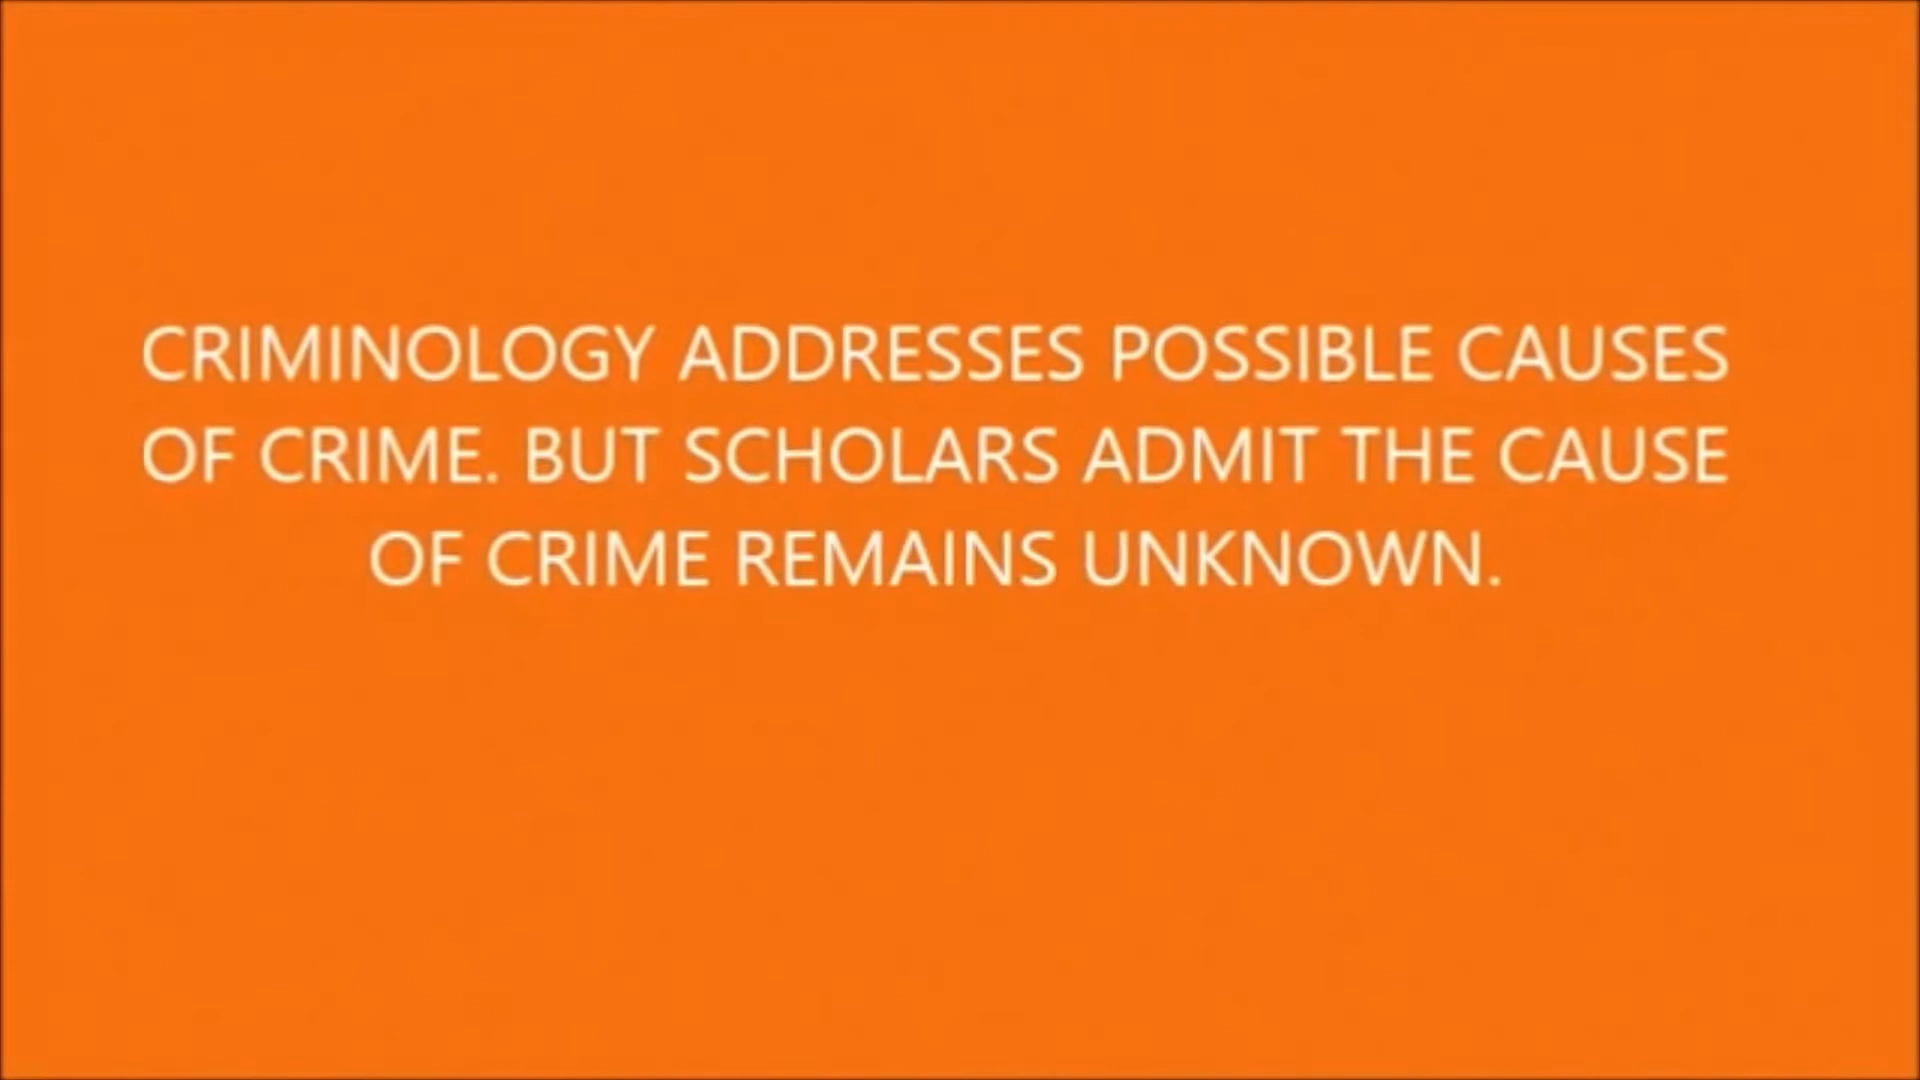 CRIMINOLOGY ADDRESSES POSSIBLE CAUSES
OF CRIME. BUT SCHOLARS ADMIT THE CAUSE
OF CRIME REMAINS UNKNOWN.